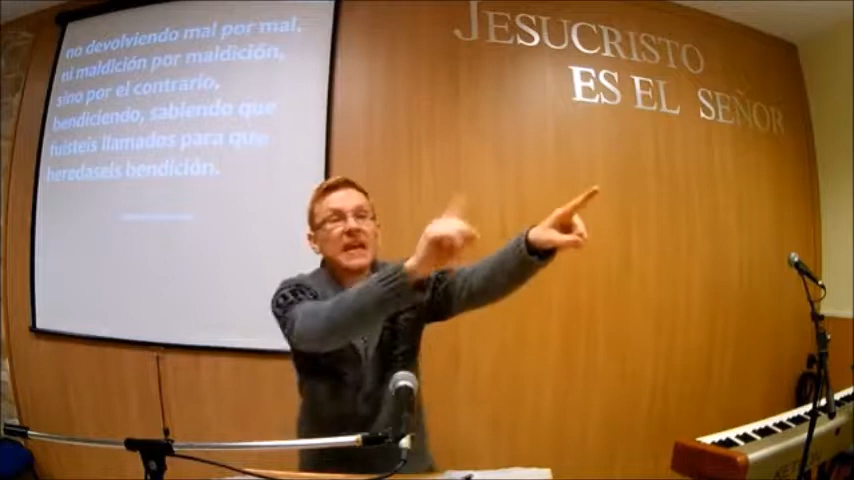 no devolviendo mal por mal,
ni maldición por maldición,
sino por el contrario,
bendiciendo, sabiendo que
fuisteis llamados para que
heredaseis bendición.
JESUCRISTO
ES EL SEÑOR